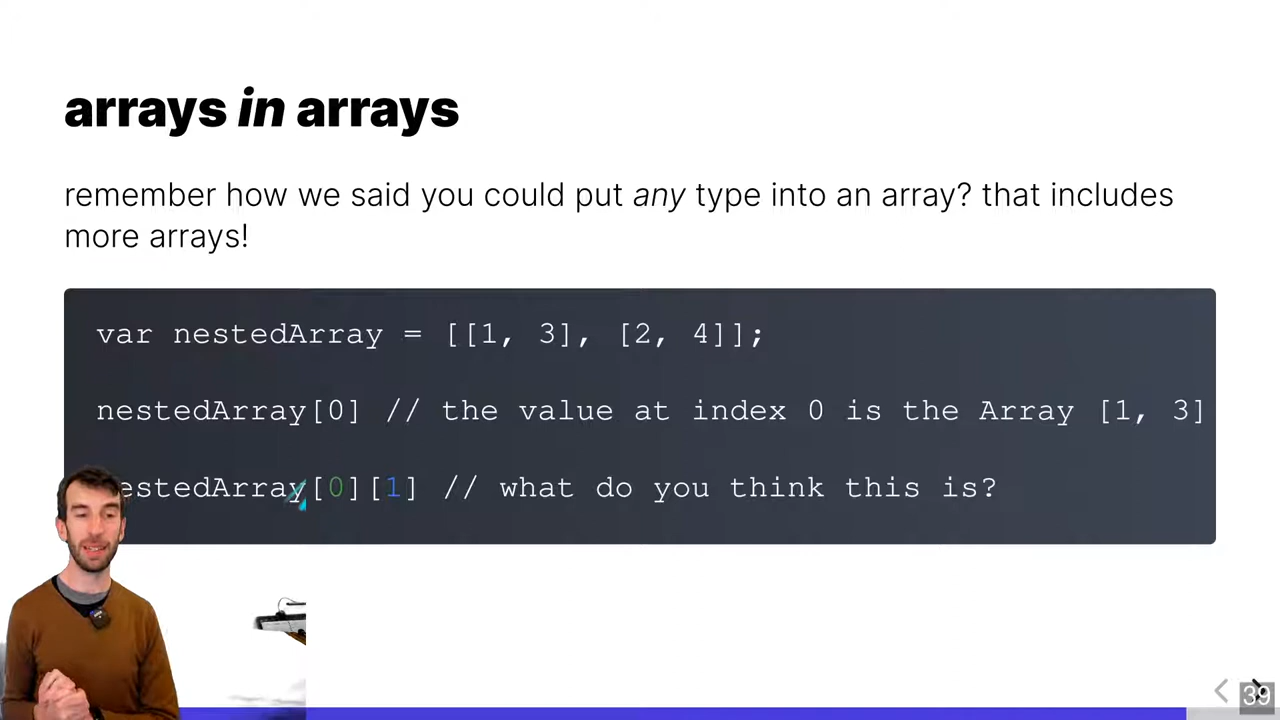 arrays in arrays
remember how we said you could put any type into an array? that includes
more arrays!
var nestedArray = [[1, 3], [2, 4]];
nestedArray[0] // the value at index 0 is the Array [1, 3]
estedArray[0][1] // what do you think this is?
39